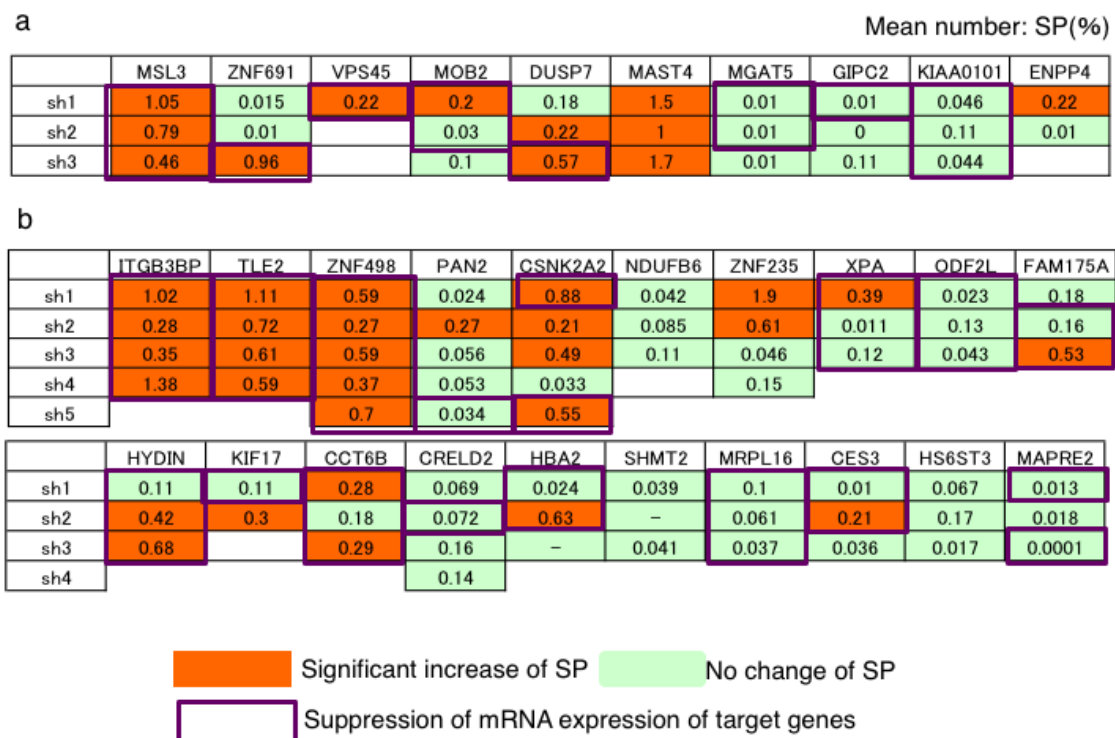 a
Mean number: SP(%)
MSL3 ZNF691 VPS45 MOB2 DUSP7 MAST4 MGAT5 GIPC2 KIAA0101 ENPP4
sh1 1.05 0.015 0.22 0.2 0.18 1.5 0.01 0.01 0.046 0.22
sh2 0.79 0.01 0.03 0.22 1 0.01 0 0.11 0.01
sh3 0.46 0.96 0.1 0.57 1.7 0.01 0.11 0.044
b
ITGB3BP TLE2 ZNF498 PAN2 CSNK2A2 NDUFB6 ZNF235 XPA ODF2L FAM175A
sh1 1.02 1.11 0.59 0.024 0.88 0.042 1.9 0.39 0.023 0.18
sh2 0.28 0.72 0.27 0.27 0.21 0.085 0.61 0.011 0.13 0.16
sh3 0.35 0.61 0.59 0.056 0.49 0.11 0.046 0.12 0.043 0.53
sh4 1.38 0.59 0.37 0.053 0.033 0.15
sh5 0.7 0.034 0.55
HYDIN KIF17 CCT6B CRELD2 HBA2 SHMT2 MRPL16 CES3 HS6ST3 MAPRE2
sh1 0.11 0.11 0.28 0.069 0.024 0.039 0.1 0.01 0.067 0.013
sh2 0.42 0.3 0.18 0.072 0.63 – 0.061 0.21 0.17 0.018
sh3 0.68 0.29 0.16 – 0.041 0.037 0.036 0.017 0.0001
sh4 0.14
Significant increase of SP No change of SP
Suppression of mRNA expression of target genes